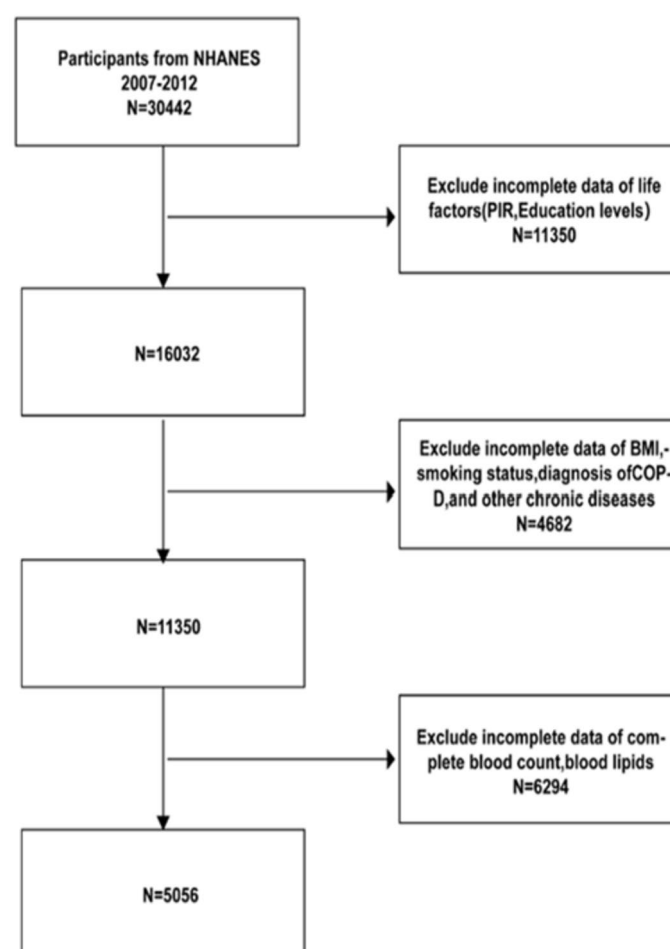 Participants from NHANES
2007-2012
N=30442
Exclude incomplete data of life
factors(PIR,Education levels)
N=11350
N=16032
Exclude incomplete data of BMI,-
smoking status,diagnosis ofCOP-
D,and other chronic diseases
N=4682
N=11350
Exclude incomplete data of com-
plete blood count,blood lipids
N=6294
N=5056